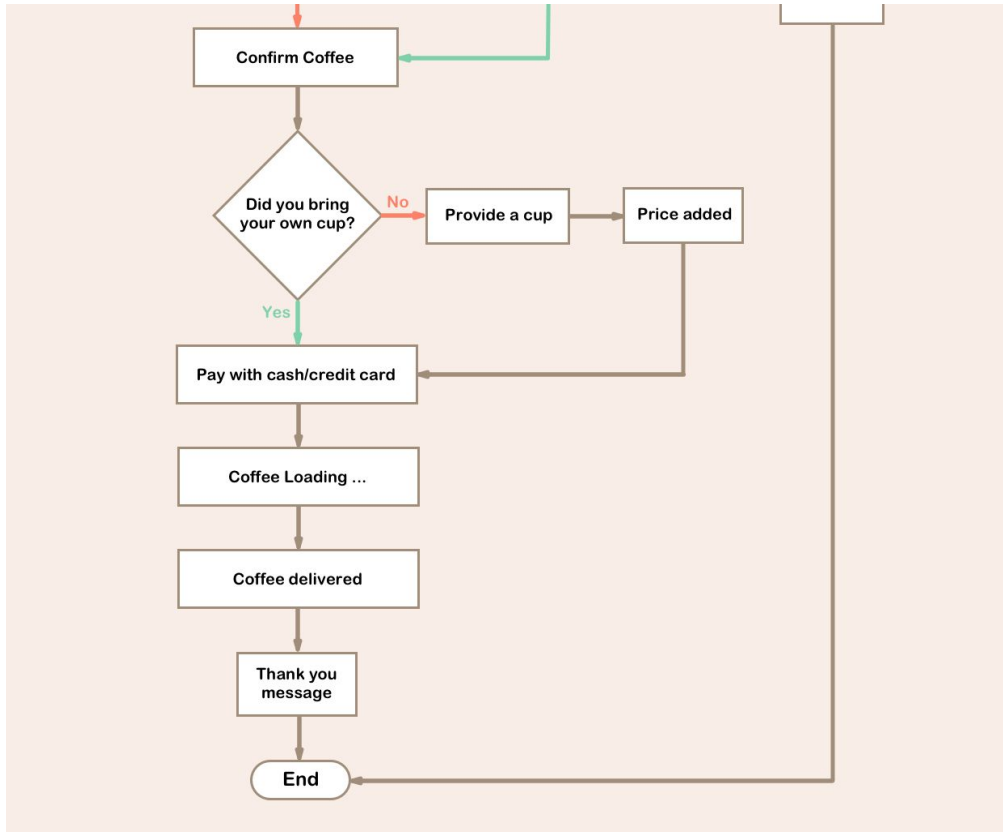 Confirm Coffee
Did you bring
your own cup?
No
Provide a cup
Price added
Yes
Pay with cash/credit card
Coffee Loading ...
Coffee delivered
Thank you
message
End